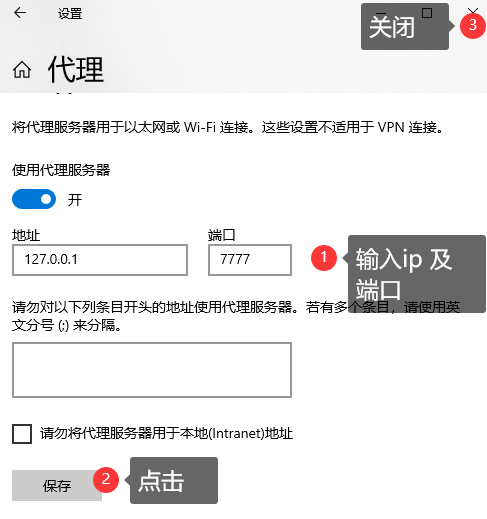 设置
关闭
3
代理
将代理服务器用于以太网或 Wi-Fi 连接。这些设置不适用于 VPN 连接。
使用代理服务器
开
地址
端口
127.0.0.1
7777
1
输入ip 及
端口
请勿对以下列条目开头的地址使用代理服务器。若有多个条目，请使用英
文分号 (;) 来分隔。
请勿将代理服务器用于本地(Intranet)地址
保存
2
点击